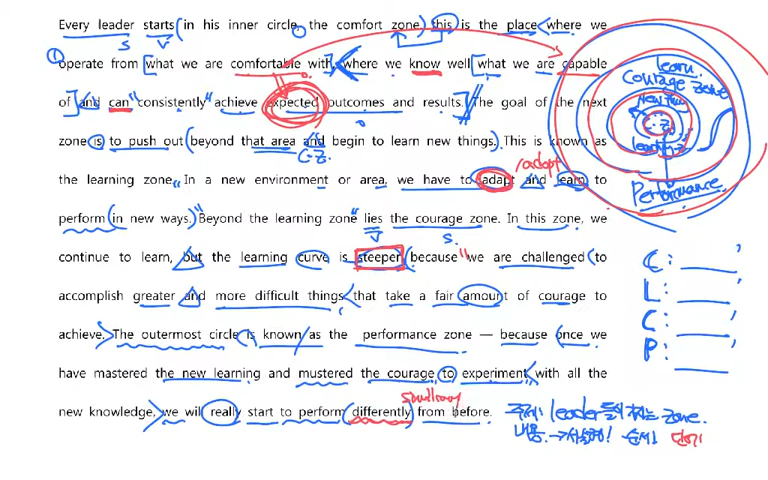 Every leader starts in his inner circle, the comfort zone) this is the place where we
operate from what we are comfortable with, where we know well what we are capable
of and can consistently achieve expected outcomes and results. The goal of the next
zone is to push out beyond that area and begin to learn new things. This is known as
C.Z.
the learning zone. In a new environment or area, we have to adapt and learn to
adopt
perform in new ways. Beyond the learning zone lies the courage zone. In this zone, we
continue to learn, but the learning curve is steeper because we are challenged to
accomplish greater and more difficult things that take a fair amount of courage to
achieve. The outermost circle is known as the performance zone — because once we
have mastered the new learning and mustered the courage to experiment with all the
new knowledge, we will really start to perform differently from before.
similarly
S
V
V
S.
①
learn
courage zone
C.Z.
Performance
C:
L:
C:
P:
leader들이 zone.
순서!